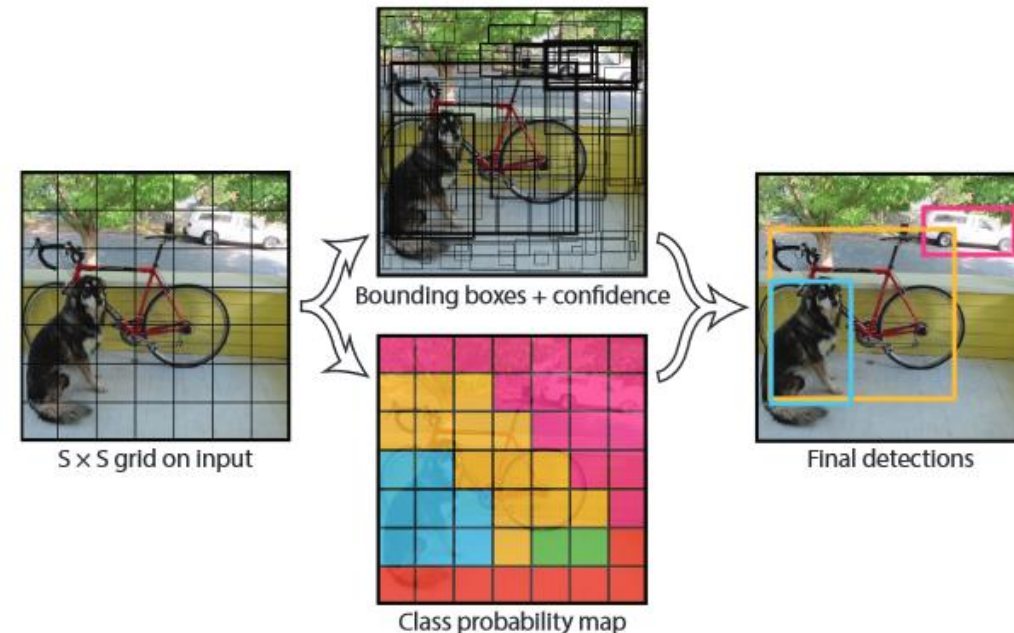 Bounding boxes + confidence
S × S grid on input
Final detections
Class probability map